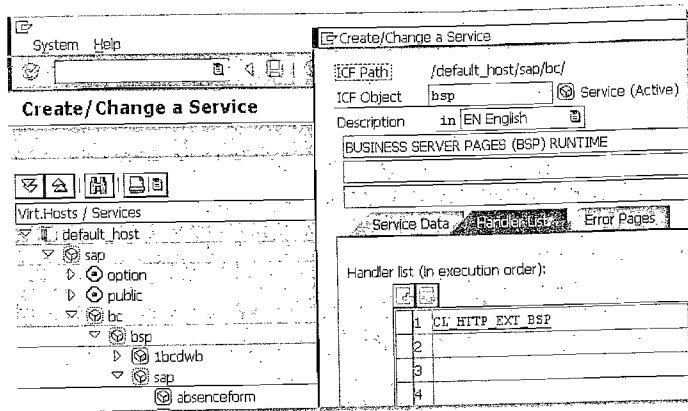 System Help
Create/Change a Service
Virt.Hosts / Services
default_host
sap
option
public
bc
bsp
1bcdwb
sap
absenceform
Create/Change a Service
ICF Path /default_host/sap/bc/
ICF Object bsp Service (Active)
Description in EN English
BUSINESS SERVER PAGES (BSP) RUNTIME
Service Data Handler List Error Pages
Handler list (in execution order):
1 CL_HTTP_EXT_BSP
2
3
4